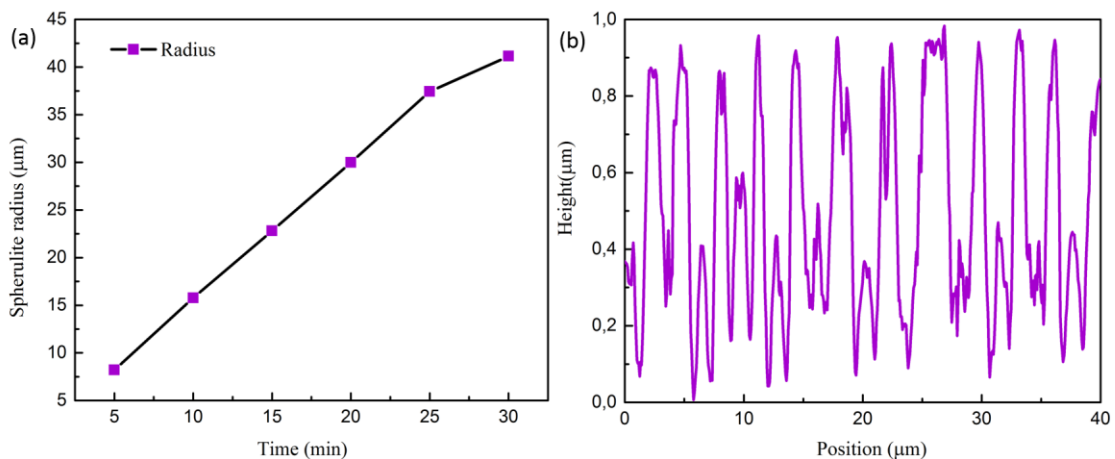 (a)
Radius
Spherulite radius (μm)
45
40
35
30
25
20
15
10
5
5 10 15 20 25 30
Time (min)
(b)
Height(μm)
1,0
0,8
0,6
0,4
0,2
0,0
0 10 20 30 40
Position (μm)